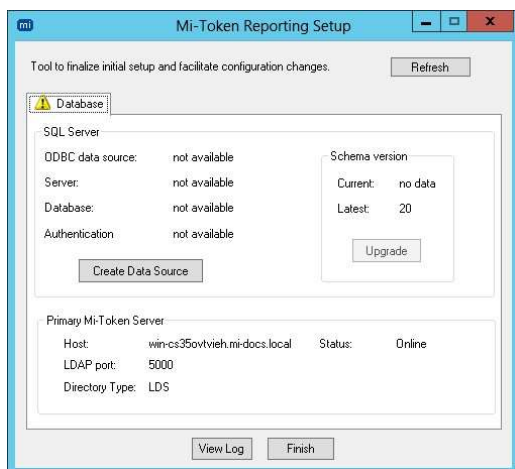 mi
Mi-Token Reporting Setup
Tool to finalize initial setup and facilitate configuration changes.
Refresh
Database
SQL Server
ODBC data source: not available
Server: not available
Database: not available
Authentication not available
Create Data Source
Schema version
Current: no data
Latest: 20
Upgrade
Primary Mi-Token Server
Host: win-cs35ovtvieh.mi-docs.local Status: Online
LDAP port: 5000
Directory Type: LDS
View Log Finish